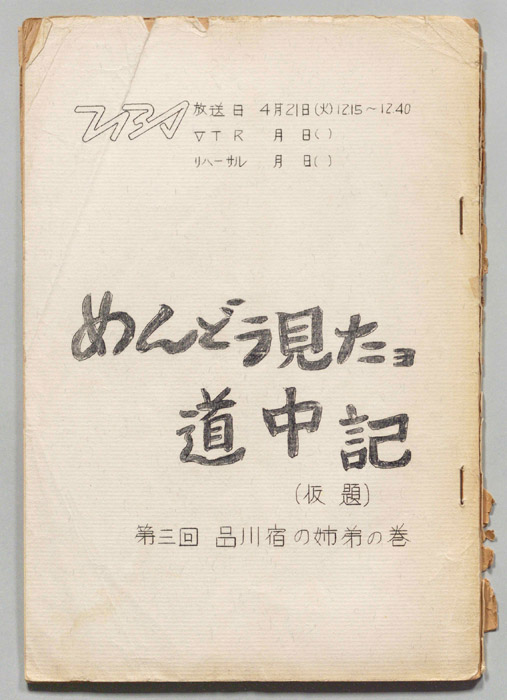 放送日 4月21日(火)12.15～12.40
VTR 月 日( )
リハーサル 月 日( )
めんどう見たョ
道中記
(仮題)
第三回 品川宿の姉弟の巻